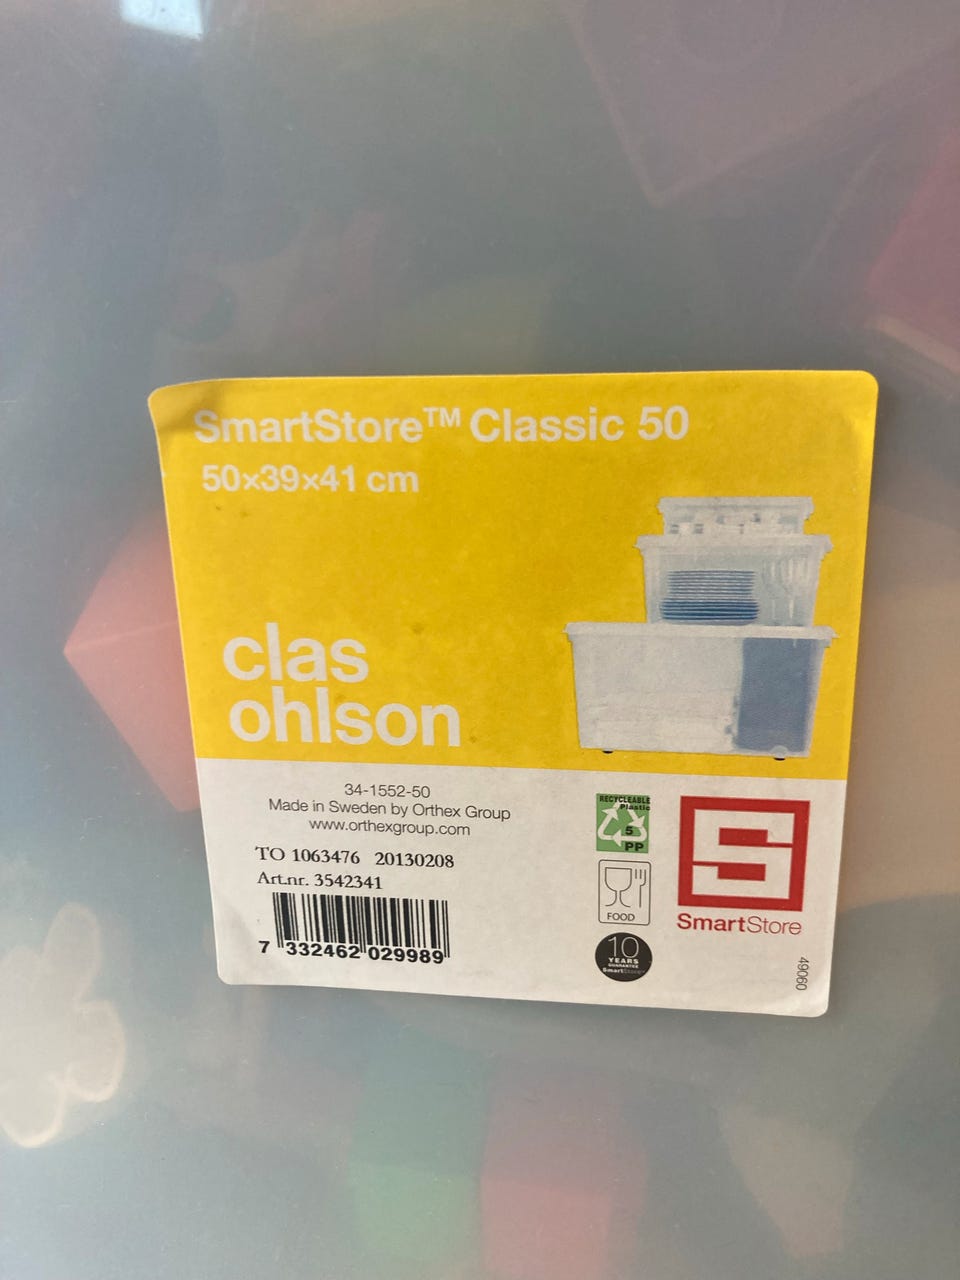 SmartStore™ Classic 50
50×39×41 cm
clas
ohlson
34-1552-50
Made in Sweden by Orthex Group
www.orthexgroup.com
TO 1063476 20130208
Art.nr. 3542341
7 332462 029989
RECYCLEABLE
Plastic
5
PP
FOOD
10
YEARS
GUARANTEE
SmartStore™
SmartStore
49060